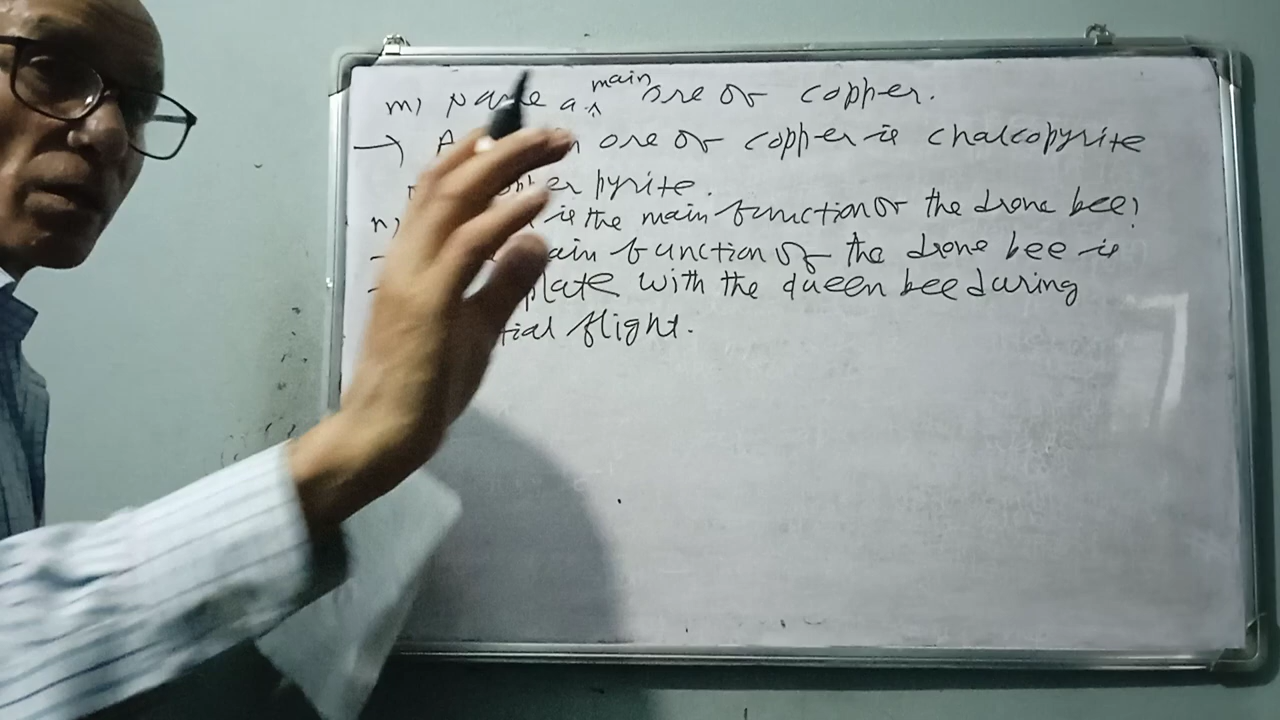 m) Name a main ore of copper.
→ A ore of copper is chalcopyrite
pyrite.
n) is the main function of the drone bee?
function of the drone bee is
with the queen bee during
flight.